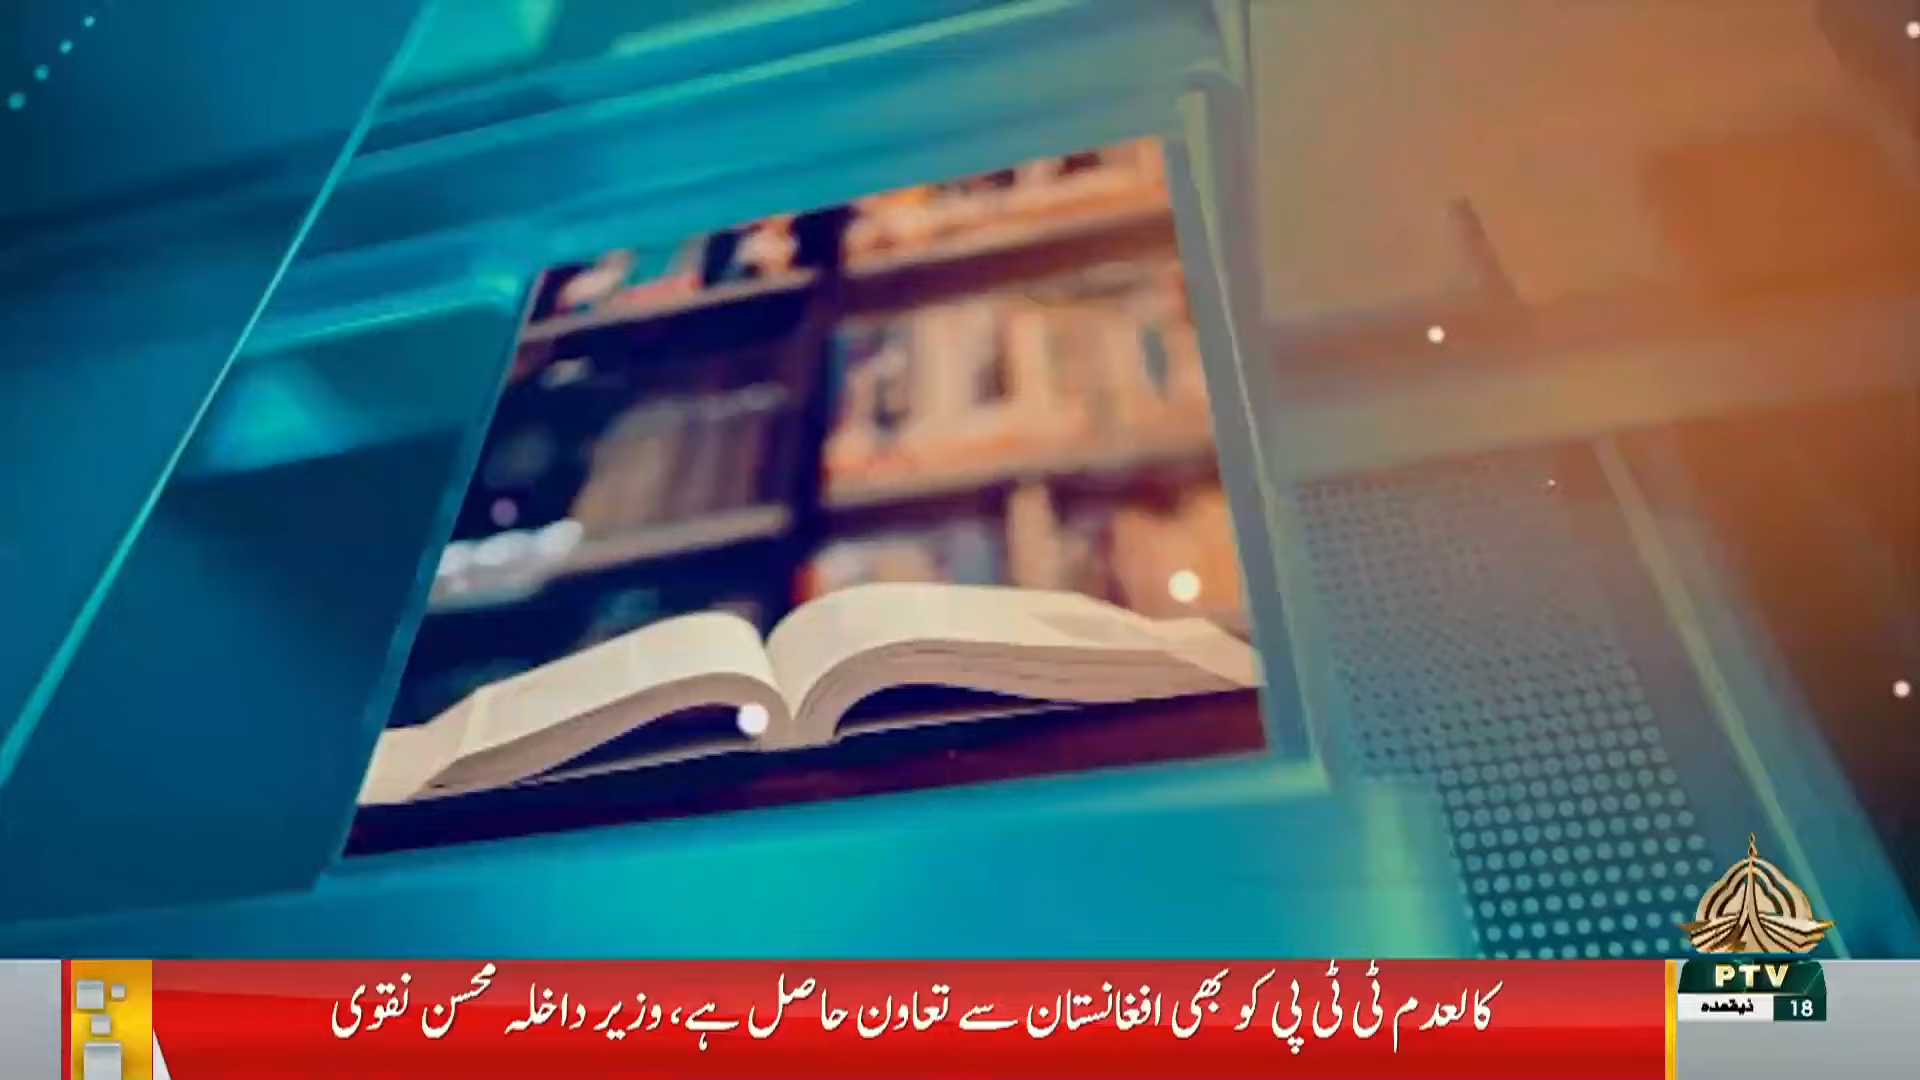 کالعدم ٹی ٹی پی کو بھی افغانستان سے تعاون حاصل ہے، وزیر داخلہ محسن نقوی
PTV
ذیقعدہ 18